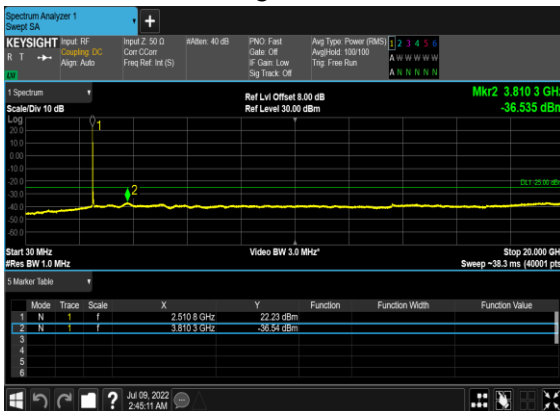 Spectrum Analyzer 1
Swept SA
KEYSIGHT Input: RF Input Z: 50 Ω #Atten: 40 dB PNO: Fast Avg Type: Power (RMS) 1 2 3 4 5 6
R T Coupling: DC Corr CCorr Gate: Off Avg|Hold: 100/100 A W W W W W
Align: Auto Freq Ref: Int (S) IF Gain: Low Trig: Free Run
LV Sig Track: Off A N N N N N
1 Spectrum Ref Lvl Offset 8.00 dB Mkr2 3.810 3 GHz
Scale/Div 10 dB Ref Level 30.00 dBm -36.535 dBm
Log
20.0
10.0
0.00
-10.0
-20.0
-30.0
-40.0
-50.0
-60.0
1
2
DL1 -25.00 dBm
Start 30 MHz Video BW 3.0 MHz* Stop 20.000 GHz
#Res BW 1.0 MHz Sweep ~38.3 ms (40001 pts)
5 Marker Table
Mode Trace Scale X Y Function Function Width Function Value
1 N 1 f 2.510 8 GHz 22.23 dBm
2 N 1 f 3.810 3 GHz -36.54 dBm
3
4
5
6
? Jul 09, 2022
2:45:11 AM